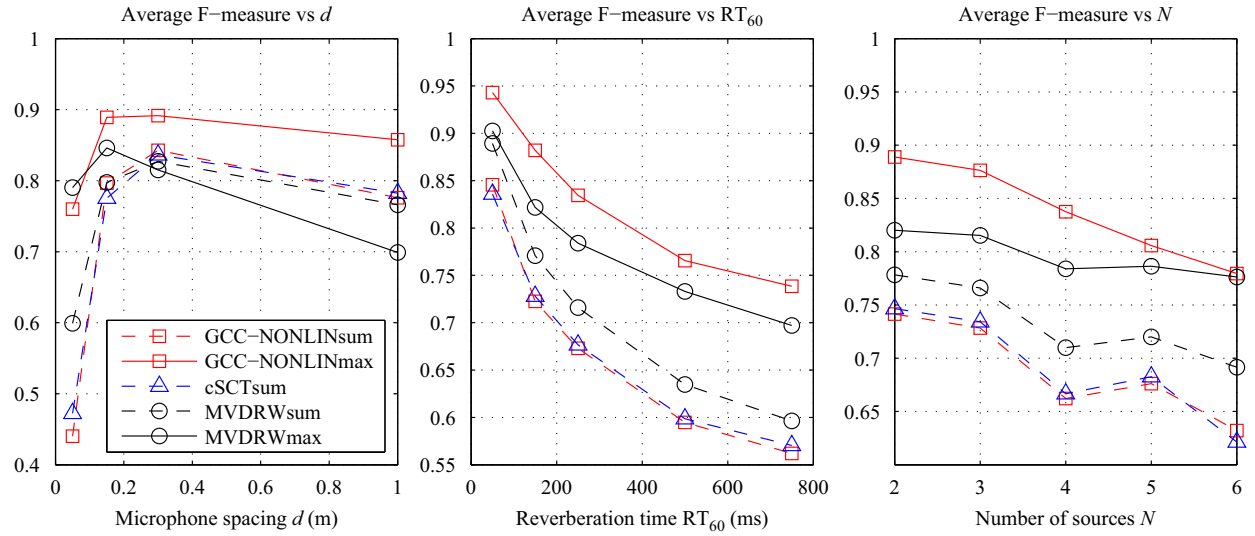 Average F−measure vs d
1
0.9
0.8
0.7
0.6
0.5
0.4
0 0.2 0.4 0.6 0.8 1
Microphone spacing d (m)
GCC−NONLINsum
GCC−NONLINmax
cSCTsum
MVDRWsum
MVDRWmax
Average F−measure vs RT60
1
0.95
0.9
0.85
0.8
0.75
0.7
0.65
0.6
0.55
0 200 400 600 800
Reverberation time RT60 (ms)
Average F−measure vs N
1
0.95
0.9
0.85
0.8
0.75
0.7
0.65
2 3 4 5 6
Number of sources N